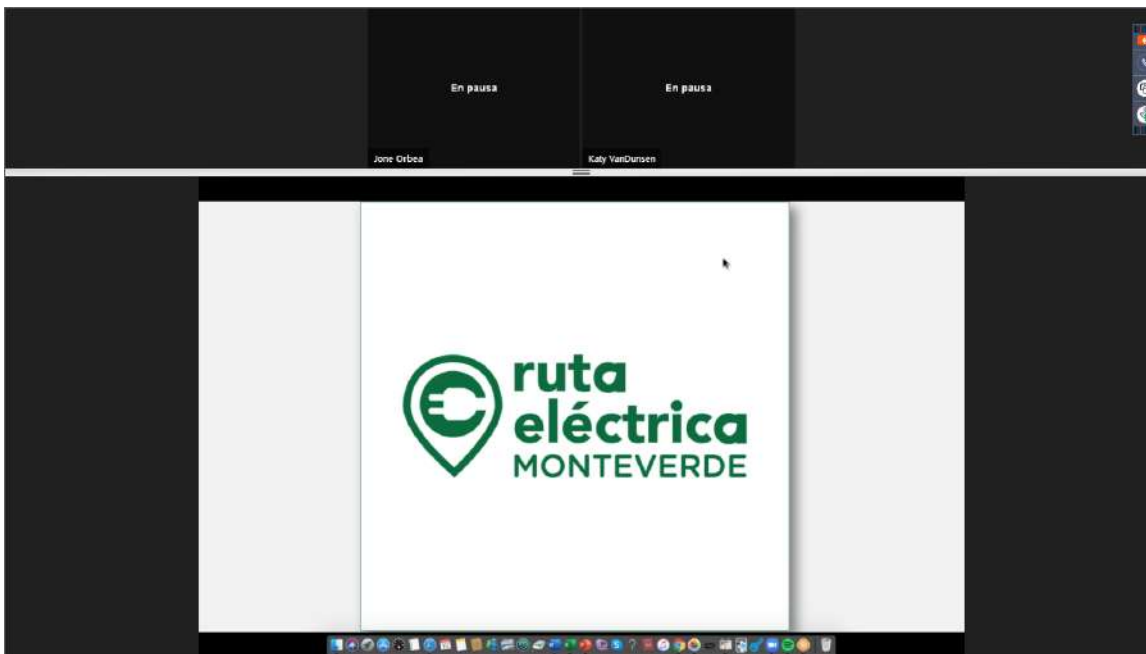 En pausa
En pausa
Jone Orbea
Katy VanDunsen
ruta
eléctrica
MONTEVERDE